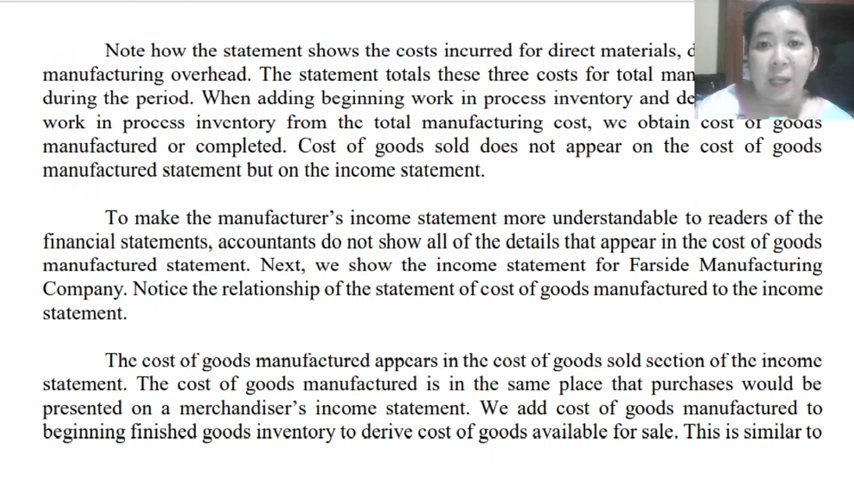 Note how the statement shows the costs incurred for direct materials,
manufacturing overhead. The statement totals these three costs for total
during the period. When adding beginning work in process inventory and
work in process inventory from the total manufacturing cost, we obtain cost of goods
manufactured or completed. Cost of goods sold does not appear on the cost of goods
manufactured statement but on the income statement.
To make the manufacturer's income statement more understandable to readers of the
financial statements, accountants do not show all of the details that appear in the cost of goods
manufactured statement. Next, we show the income statement for Farside Manufacturing
Company. Notice the relationship of the statement of cost of goods manufactured to the income
statement.
The cost of goods manufactured appears in the cost of goods sold section of the income
statement. The cost of goods manufactured is in the same place that purchases would be
presented on a merchandiser's income statement. We add cost of goods manufactured to
beginning finished goods inventory to derive cost of goods available for sale. This is similar to